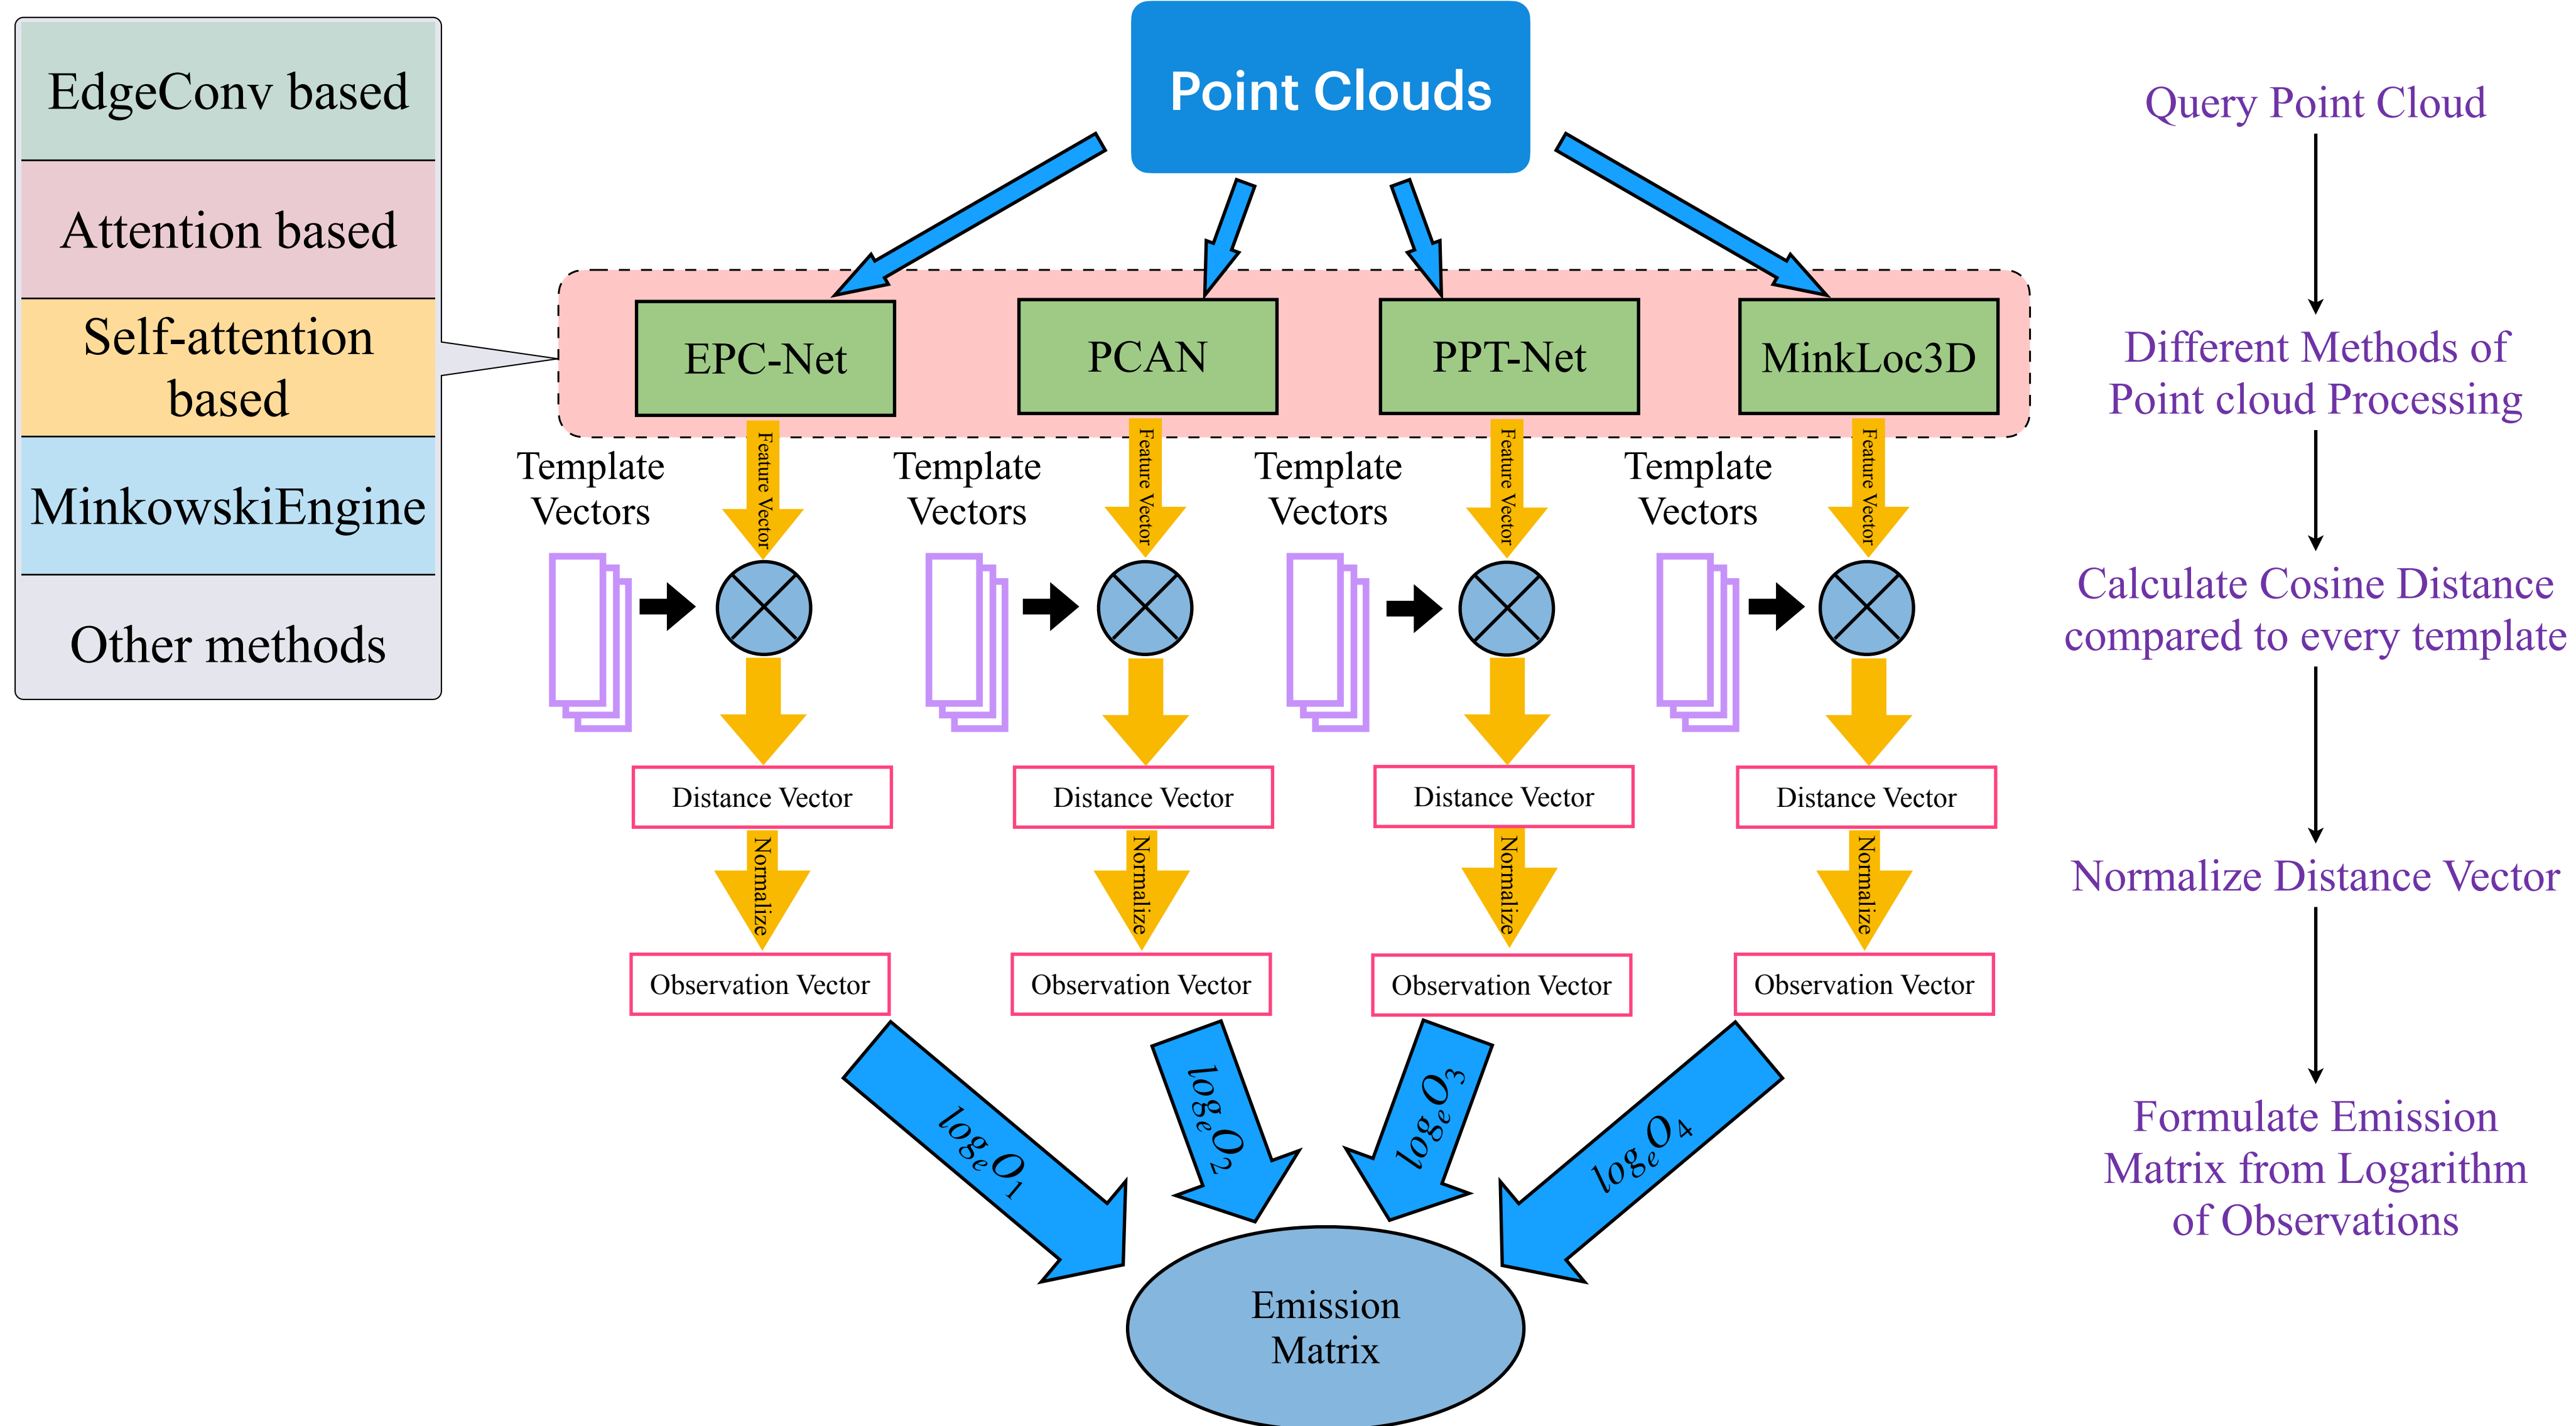 EdgeConv based
Attention based
Self-attention
based
MinkowskiEngine
Other methods
Point Clouds
EPC-Net
PCAN
PPT-Net
MinkLoc3D
Feature Vector
Feature Vector
Feature Vector
Feature Vector
Template
Vectors
Template
Vectors
Template
Vectors
Template
Vectors
Distance Vector
Distance Vector
Distance Vector
Distance Vector
Normalize
Normalize
Normalize
Normalize
Observation Vector
Observation Vector
Observation Vector
Observation Vector
log_e O_1
log_e O_2
log_e O_3
log_e O_4
Emission
Matrix
Query Point Cloud
Different Methods of
Point cloud Processing
Calculate Cosine Distance
compared to every template
Normalize Distance Vector
Formulate Emission
Matrix from Logarithm
of Observations